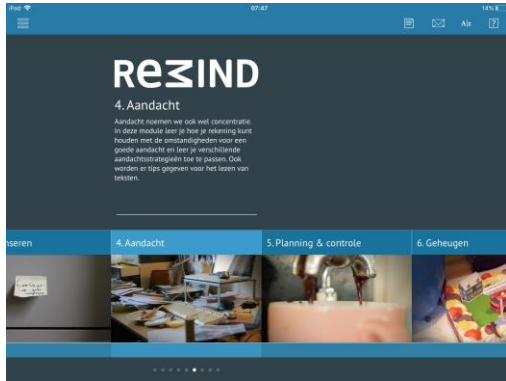 iPad
07:47
14%
A|z
?
ReMIND
4. Aandacht
Aandacht noemen we ook wel concentratie.
In deze module leer je hoe je rekening kunt
houden met de omstandigheden voor een
goede aandacht en leer je verschillende
aandachtsstrategieën toe te passen. Ook
worden er tips gegeven voor het lezen van
teksten.
nseren
4. Aandacht
5. Planning & controle
6. Geheugen